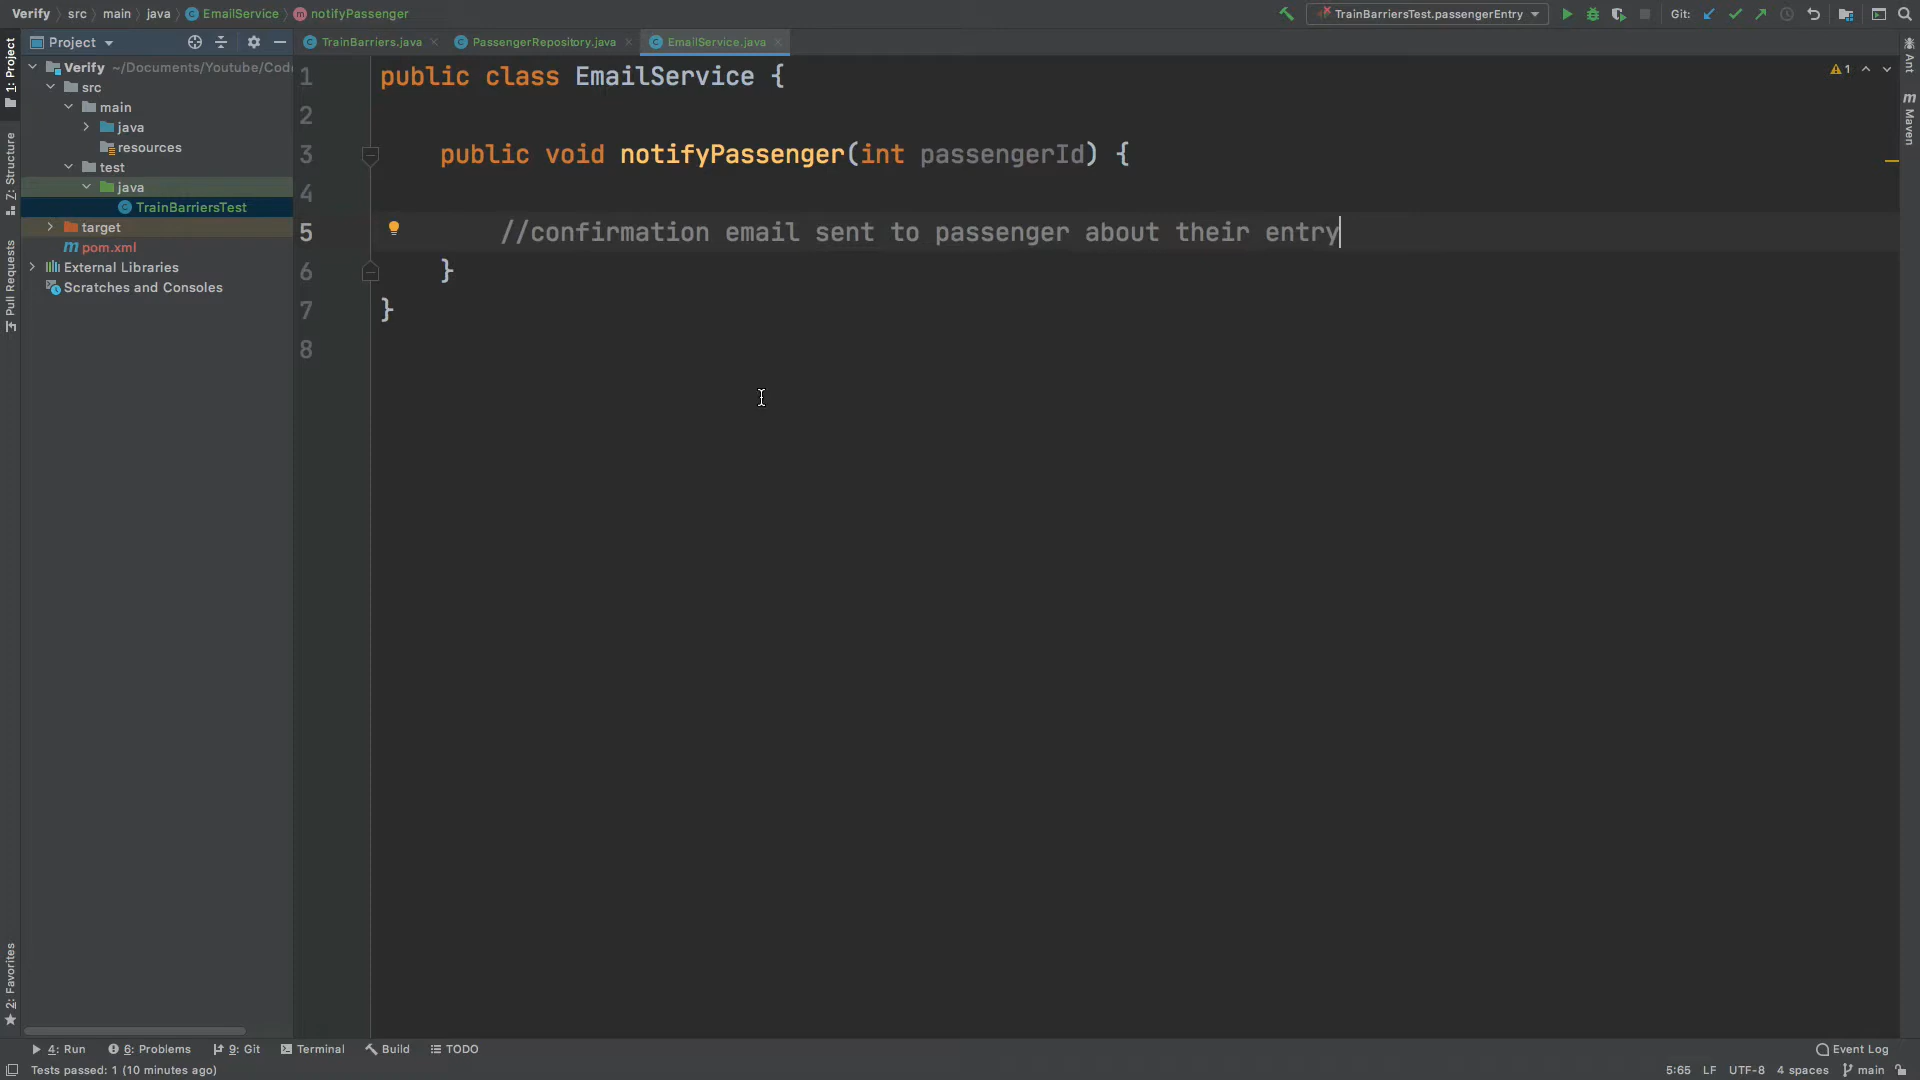 Verify src main java EmailService notifyPassenger TrainBarriersTest.passengerEntry Git:
Project TrainBarriers.java PassengerRepository.java EmailService.java
Verify ~/Documents/Youtube/Cod
src
main
java
resources
test
java
TrainBarriersTest
target
pom.xml
External Libraries
Scratches and Consoles
1: Project
Z: Structure
Pull Requests
2: Favorites
1 public class EmailService {
2
3 public void notifyPassenger(int passengerId) {
4
5 //confirmation email sent to passenger about their entry
6 }
7 }
8
1
Ant
Maven
4: Run 6: Problems 9: Git Terminal Build TODO Event Log
Tests passed: 1 (10 minutes ago) 5:65 LF UTF-8 4 spaces main